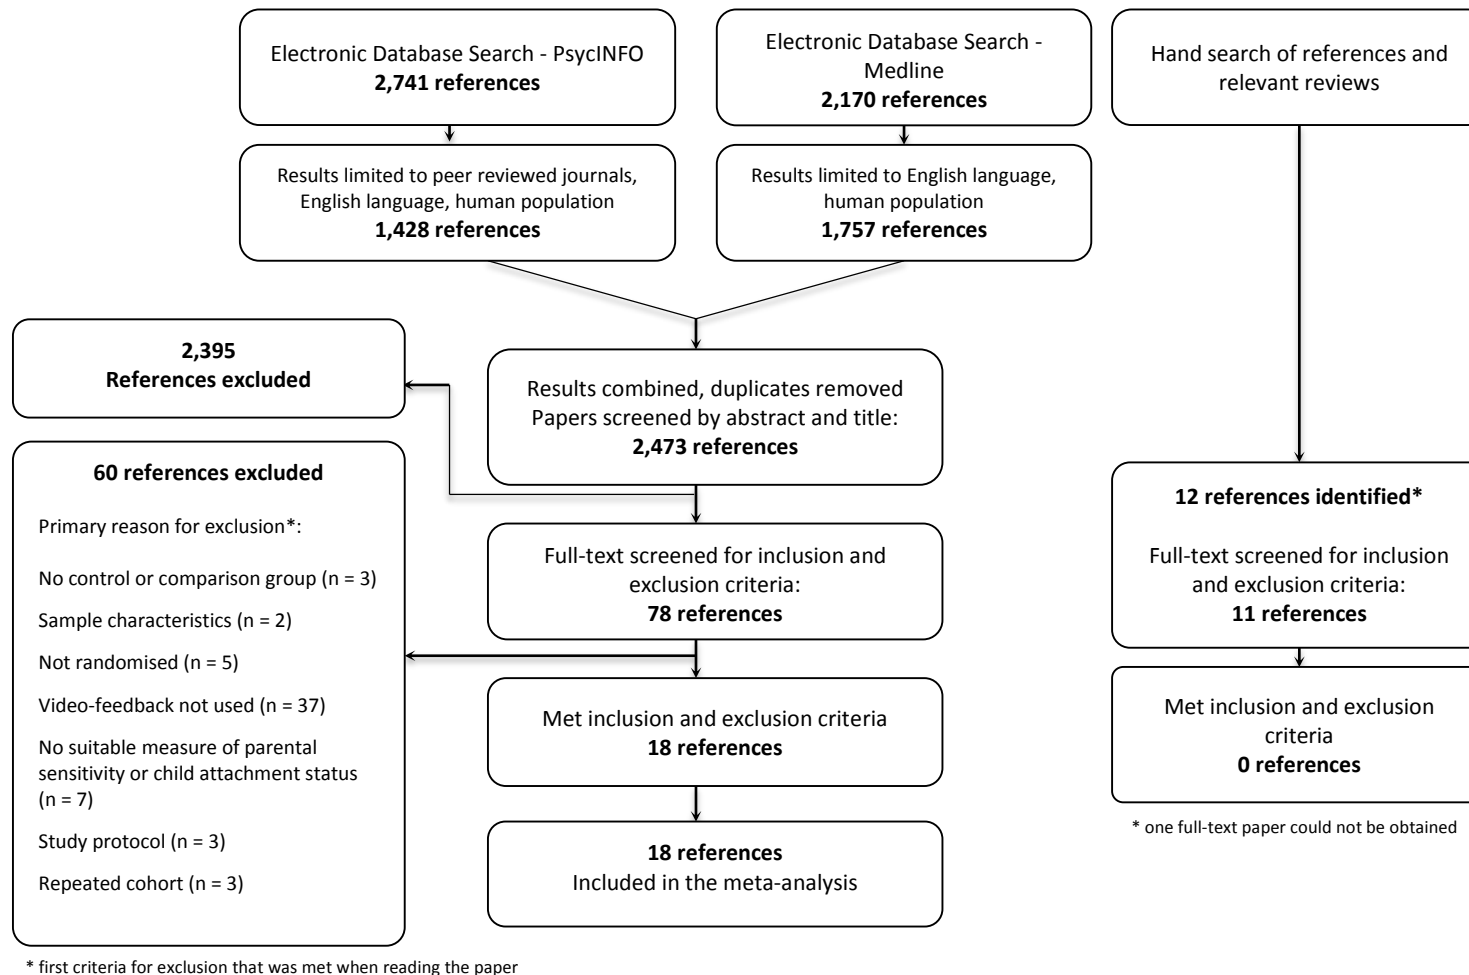 Electronic Database Search - PsycINFO
2,741 references
Electronic Database Search -
Medline
2,170 references
Hand search of references and
relevant reviews
Results limited to peer reviewed journals,
English language, human population
1,428 references
Results limited to English language,
human population
1,757 references
2,395
References excluded
Results combined, duplicates removed
Papers screened by abstract and title:
2,473 references
60 references excluded
Primary reason for exclusion*:
No control or comparison group (n = 3)
Sample characteristics (n = 2)
Not randomised (n = 5)
Video-feedback not used (n = 37)
No suitable measure of parental
sensitivity or child attachment status
(n = 7)
Study protocol (n = 3)
Repeated cohort (n = 3)
* first criteria for exclusion that was met when reading the paper
Full-text screened for inclusion and
exclusion criteria:
78 references
Met inclusion and exclusion criteria
18 references
18 references
Included in the meta-analysis
12 references identified*
Full-text screened for inclusion
and exclusion criteria:
11 references
Met inclusion and exclusion
criteria
0 references
* one full-text paper could not be obtained